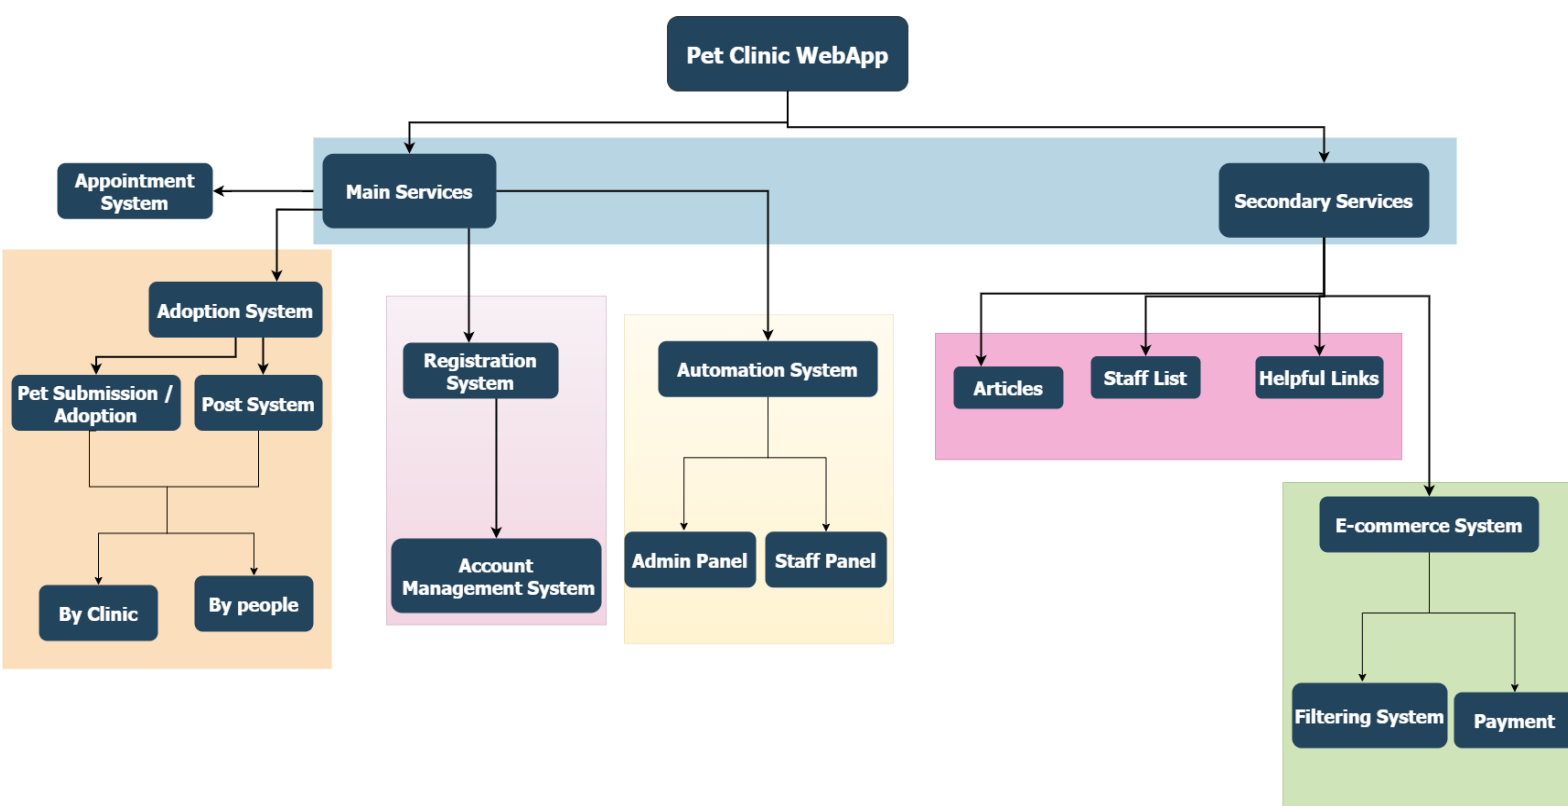 Pet Clinic WebApp
Main Services
Appointment
System
Secondary Services
Adoption System
Registration
System
Automation System
Articles
Staff List
Helpful Links
Pet Submission /
Adoption
Post System
E-commerce System
Account
Management System
Admin Panel
Staff Panel
By Clinic
By people
Filtering System
Payment